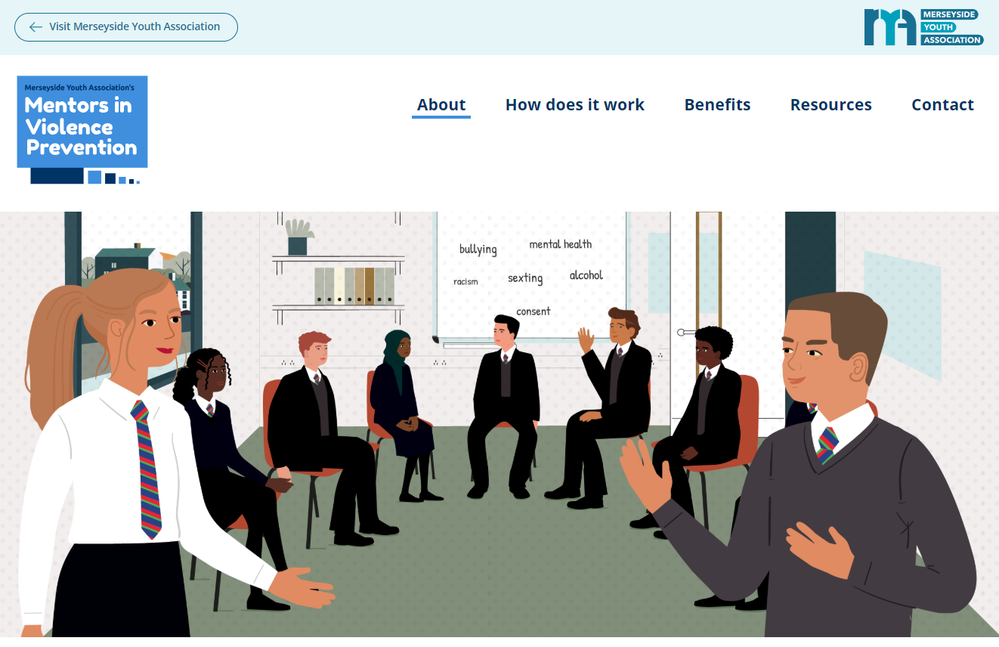 Visit Merseyside Youth Association
MERSEYSIDE
YOUTH
ASSOCIATION
Merseyside Youth Association's
Mentors in
Violence
Prevention
About
How does it work
Benefits
Resources
Contact
bullying
mental health
racism
sexting
alcohol
consent